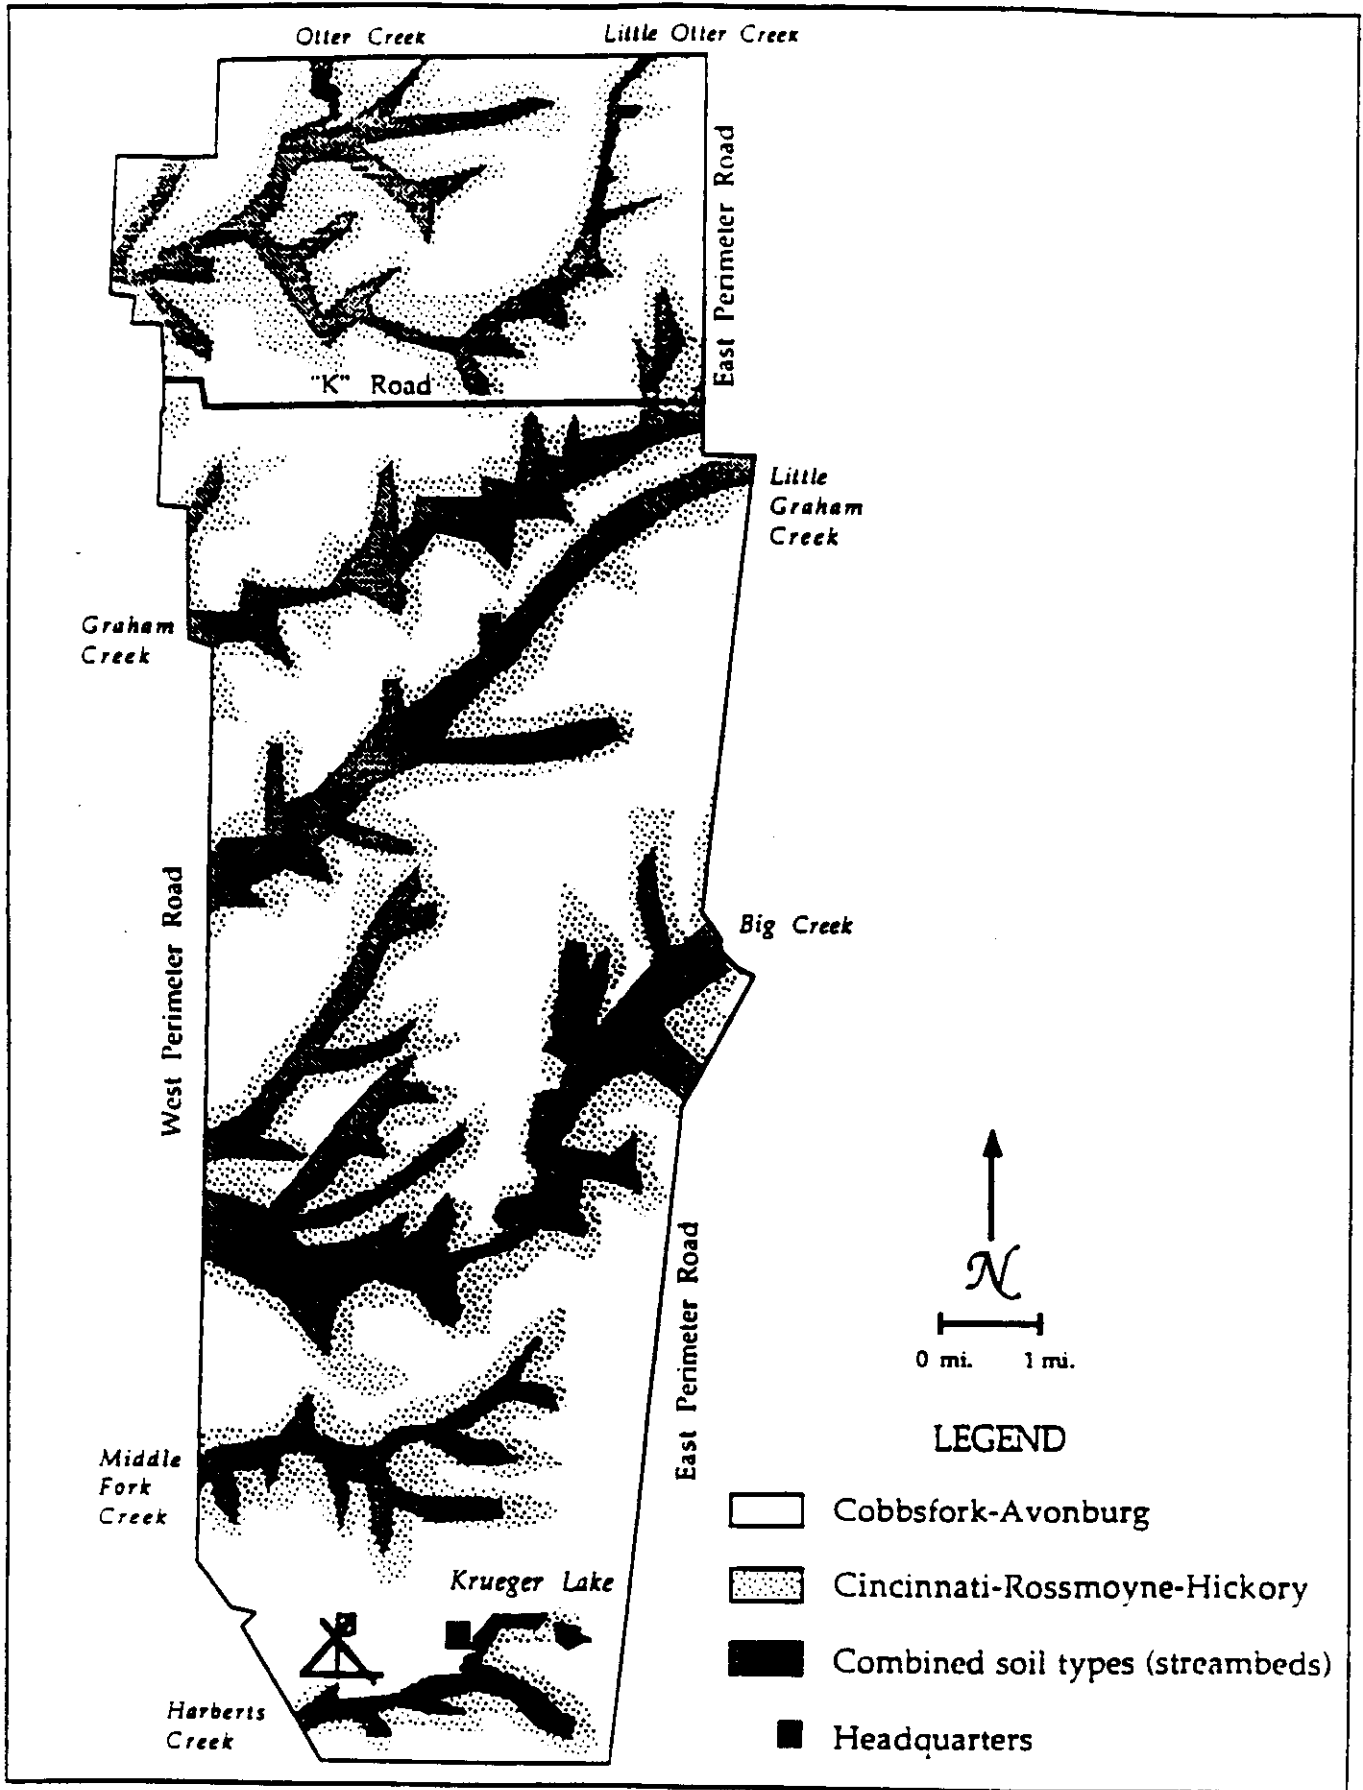 Otter Creek
Little Otter Creek
East Perimeter Road
"K" Road
Little
Graham
Creek
Graham
Creek
West Perimeter Road
Big Creek
N
0 mi.
1 mi.
East Perimeter Road
LEGEND
Middle
Fork
Creek
Cobbsfork-Avonburg
Krueger Lake
Cincinnati-Rossmoyne-Hickory
Combined soil types (streambeds)
Harberts
Creek
Headquarters